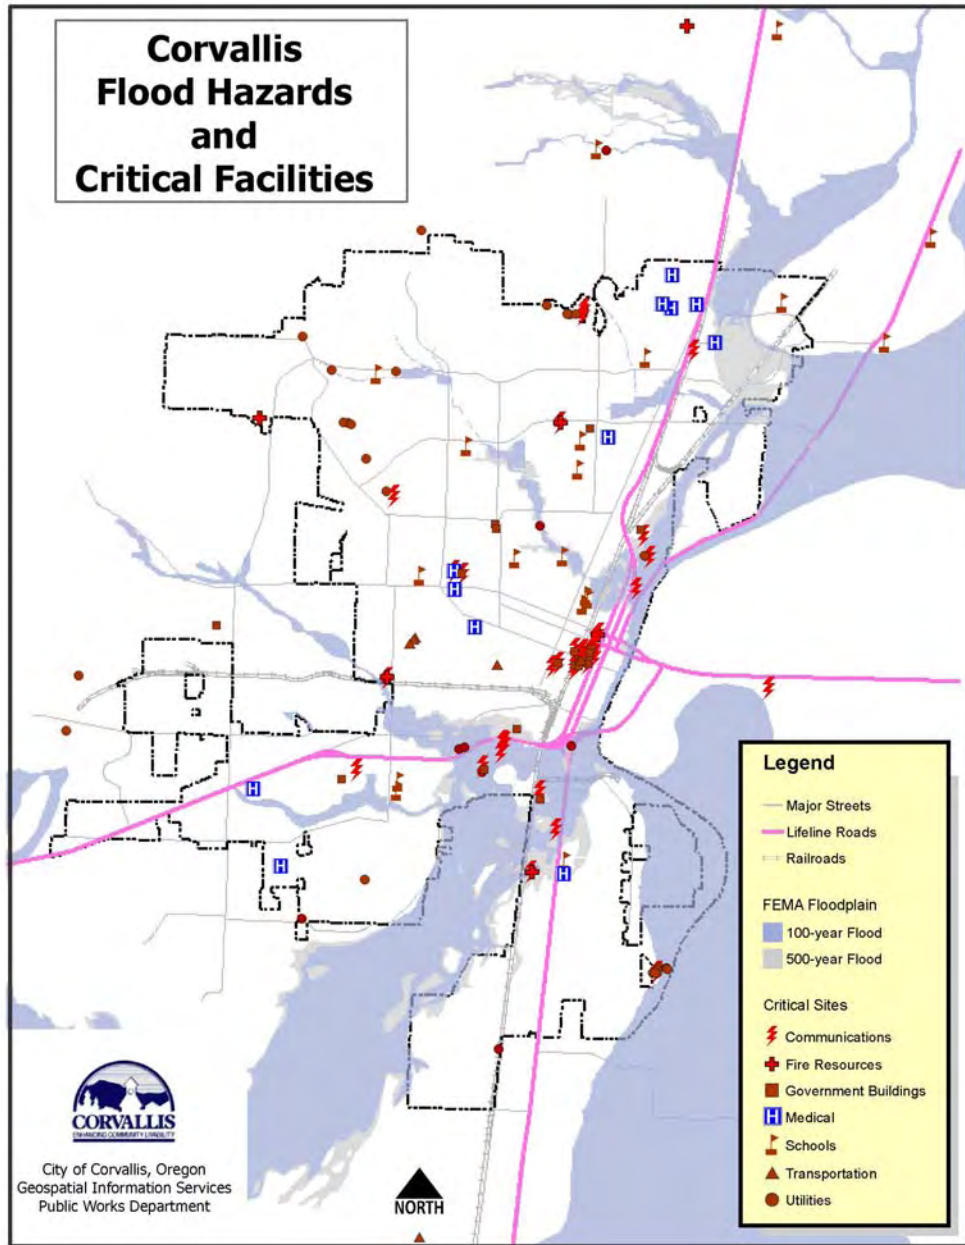 Corvallis
Flood Hazards
and
Critical Facilities
H
H
H
H
H
H
H
H
H
H
H
H
Legend
Major Streets
Lifeline Roads
Railroads
FEMA Floodplain
100-year Flood
500-year Flood
Critical Sites
Communications
Fire Resources
Government Buildings
H Medical
Schools
Transportation
Utilities
CORVALLIS
ENHANCING COMMUNITY LIVABILITY
City of Corvallis, Oregon
Geospatial Information Services
Public Works Department
NORTH